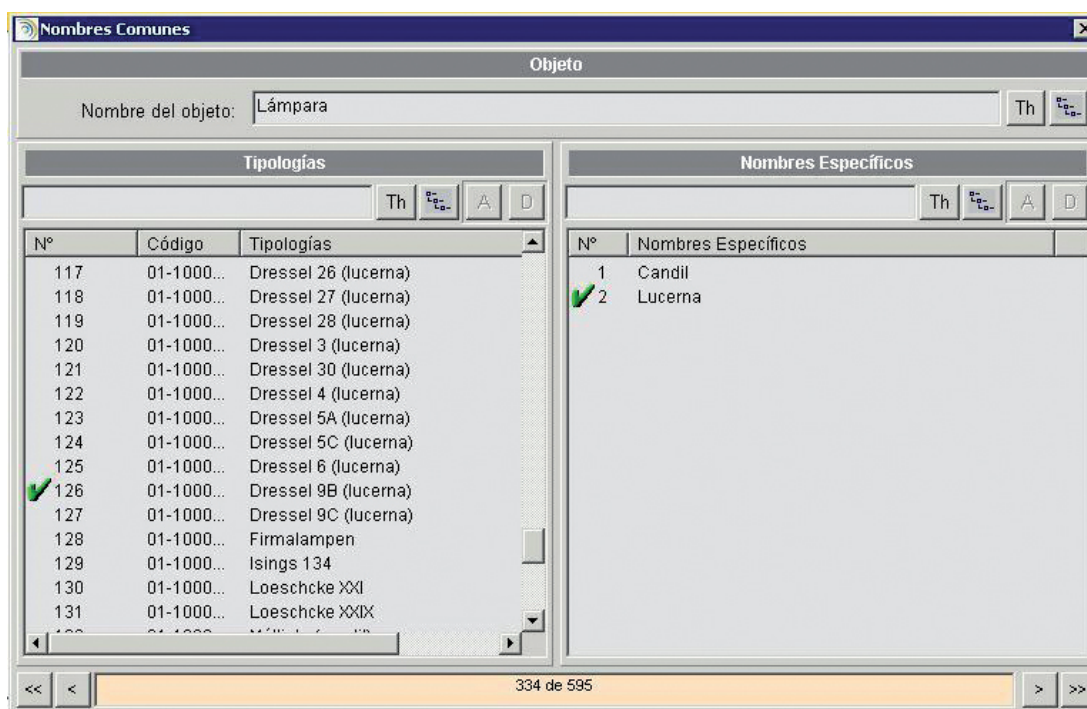 Nombres Comunes
Objeto
Nombre del objeto: Lámpara Th
Tipologías
Th A D
Nº Código Tipologías
117 01-1000... Dressel 26 (lucerna)
118 01-1000... Dressel 27 (lucerna)
119 01-1000... Dressel 28 (lucerna)
120 01-1000... Dressel 3 (lucerna)
121 01-1000... Dressel 30 (lucerna)
122 01-1000... Dressel 4 (lucerna)
123 01-1000... Dressel 5A (lucerna)
124 01-1000... Dressel 5C (lucerna)
125 01-1000... Dressel 6 (lucerna)
126 01-1000... Dressel 9B (lucerna)
127 01-1000... Dressel 9C (lucerna)
128 01-1000... Firmalampen
129 01-1000... Isings 134
130 01-1000... Loeschcke XXI
131 01-1000... Loeschcke XXIX
Nombres Específicos
Th A D
Nº Nombres Específicos
1 Candil
2 Lucerna
<< < 334 de 595 > >>